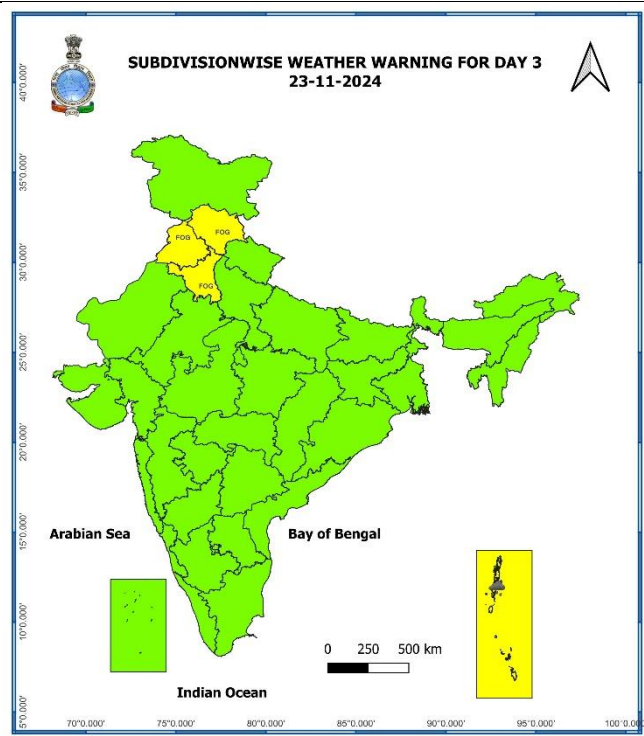 SUBDIVISIONWISE WEATHER WARNING FOR DAY 3
23-11-2024
40°0.000'
35°0.000'
30°0.000'
25°0.000'
20°0.000'
15°0.000'
10°0.000'
5°0.000'
FOG
FOG
FOG
Arabian Sea
Bay of Bengal
0 250 500 km
Indian Ocean
70°0.000' 75°0.000' 80°0.000' 85°0.000' 90°0.000' 95°0.000' 100°0.000'